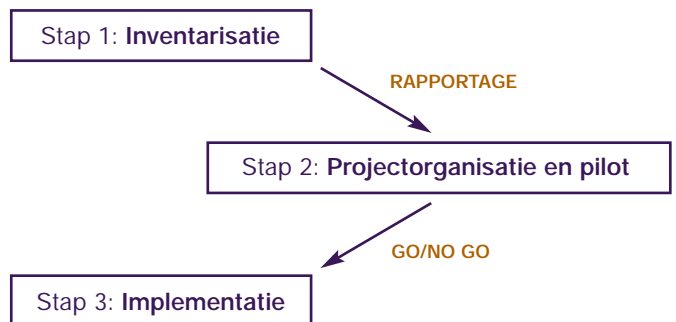 Stap 1: Inventarisatie
RAPPORTAGE
Stap 2: Projectorganisatie en pilot
GO/NO GO
Stap 3: Implementatie